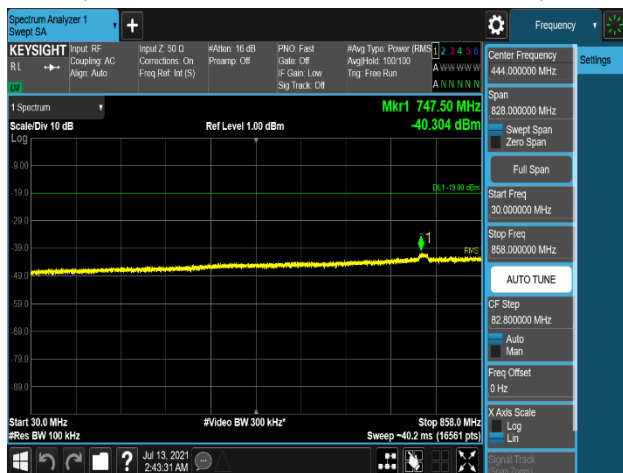 Spectrum Analyzer 1
Swept SA
+
Frequency
KEYSIGHT
RL
Input: RF
Coupling: AC
Align: Auto
Input Z: 50 Ω
Corrections: On
Freq Ref: Int (S)
#Atten: 16 dB
Preamp: Off
PNO: Fast
Gate: Off
IF Gain: Low
Sig Track: Off
#Avg Type: Power (RMS
Avg|Hold: 100/100
Trig: Free Run
1 2 3 4 5 6
A W W W W W
A N N N N N
1 Spectrum
Scale/Div 10 dB
Log
Ref Level 1.00 dBm
Mkr1 747.50 MHz
-40.304 dBm
-9.00
-19.0
DL1 -19.00 dBm
-29.0
1
-39.0
RMS
-49.0
-59.0
-69.0
-79.0
-89.0
Start 30.0 MHz
#Res BW 100 kHz
#Video BW 300 kHz*
Stop 858.0 MHz
Sweep ~40.2 ms (16561 pts)
Jul 13, 2021
2:43:31 AM
Center Frequency
444.000000 MHz
Settings
Span
828.000000 MHz
Swept Span
Zero Span
Full Span
Start Freq
30.000000 MHz
Stop Freq
858.000000 MHz
AUTO TUNE
CF Step
82.800000 MHz
Auto
Man
Freq Offset
0 Hz
X Axis Scale
Log
Lin
Signal Track
(Span Zoom)